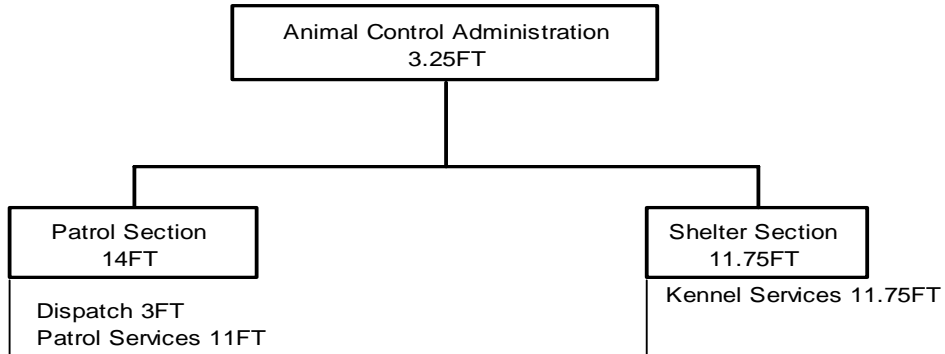 Animal Control Administration
3.25FT
Patrol Section
14FT
Shelter Section
11.75FT
Dispatch 3FT
Patrol Services 11FT
Kennel Services 11.75FT